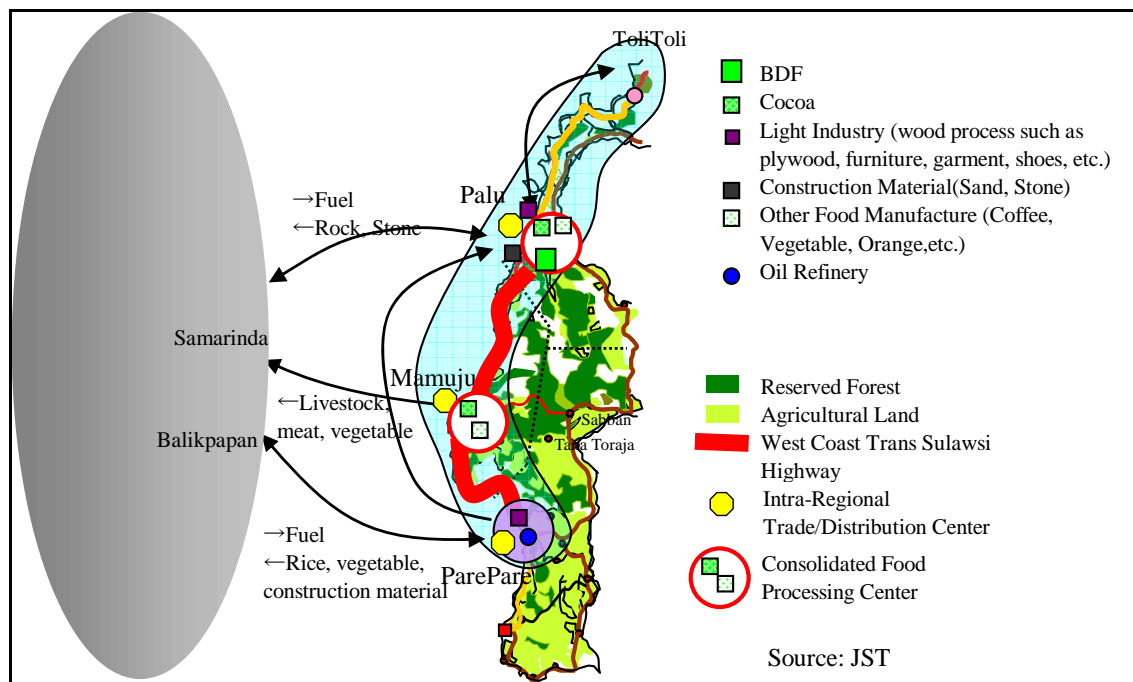 ToliToli
Palu
→Fuel
←Rock, Stone
Samarinda
Mamuju
←Livestock,
meat, vegetable
Balikpapan
Sabban
Tana Toraja
→Fuel
←Rice, vegetable,
construction material
ParePare
BDF
Cocoa
Light Industry (wood process such as
plywood, furniture, garment, shoes, etc.)
Construction Material(Sand, Stone)
Other Food Manufacture (Coffee,
Vegetable, Orange,etc.)
Oil Refinery
Reserved Forest
Agricultural Land
West Coast Trans Sulawsi
Highway
Intra-Regional
Trade/Distribution Center
Consolidated Food
Processing Center
Source: JST